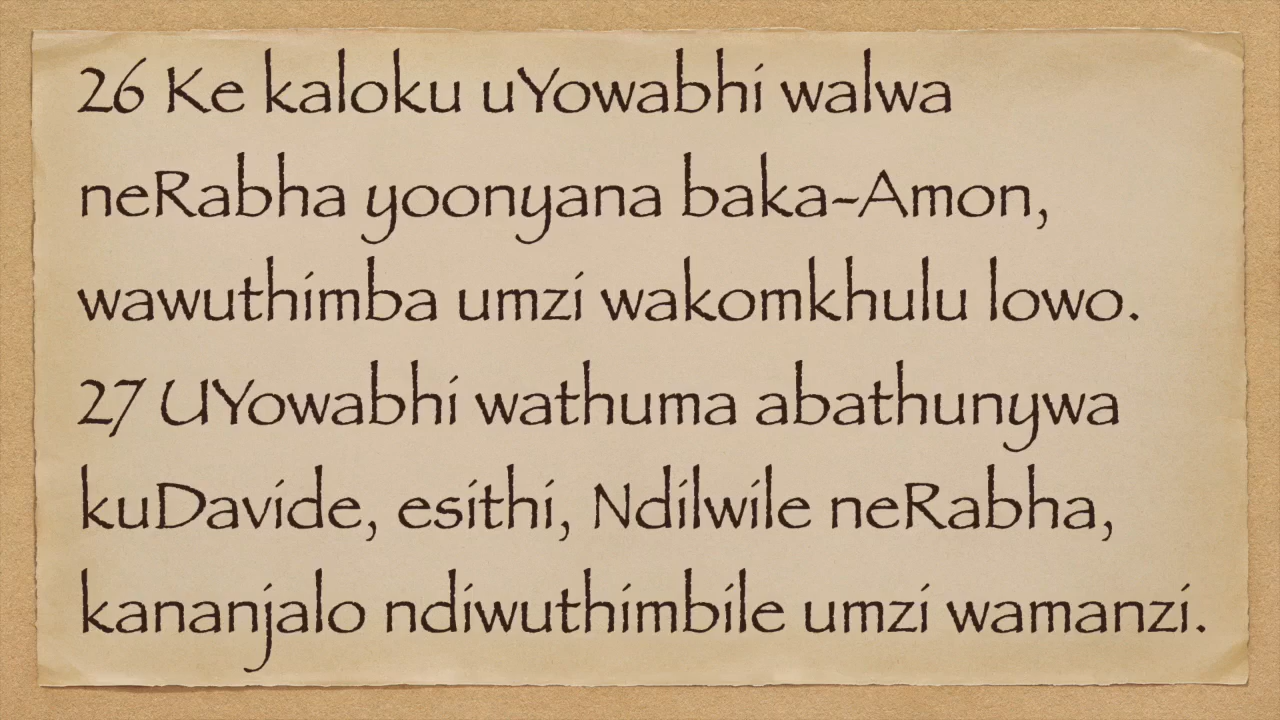 26 Ke kaloku uYowabhi walwa
neRabha yoonyana baka-Amon,
wawuthimba umzi wakomkhulu lowo.
27 UYowabhi wathuma abathunywa
kuDavide, esithi, Ndilwile neRabha,
kananjalo ndiwuthimbile umzi wamanzi.